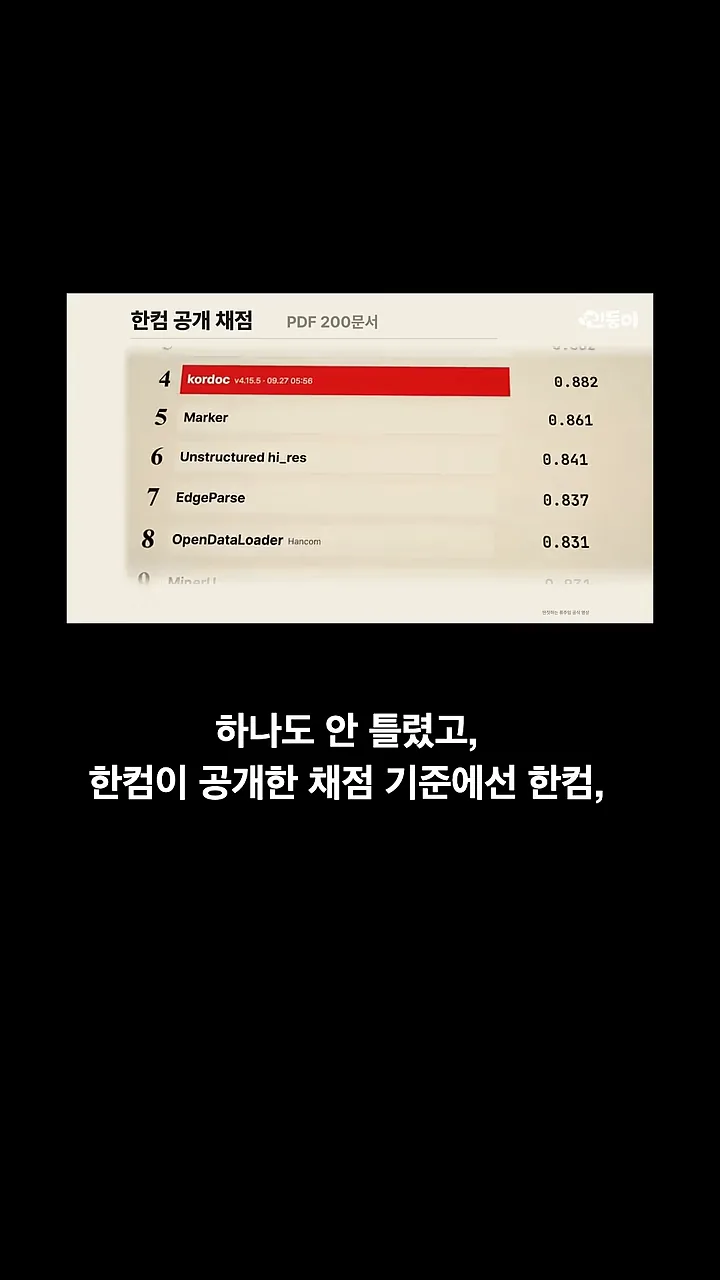 한컴 공개 채점 PDF 200문서
4 kordoc v4.15.5 - 09.27 05:56 0.882
5 Marker 0.861
6 Unstructured hi_res 0.841
7 EdgeParse 0.837
8 OpenDataLoader Hancom 0.831
9 MinerU
하나도 안 틀렸고,
한컴이 공개한 채점 기준에선 한컴,